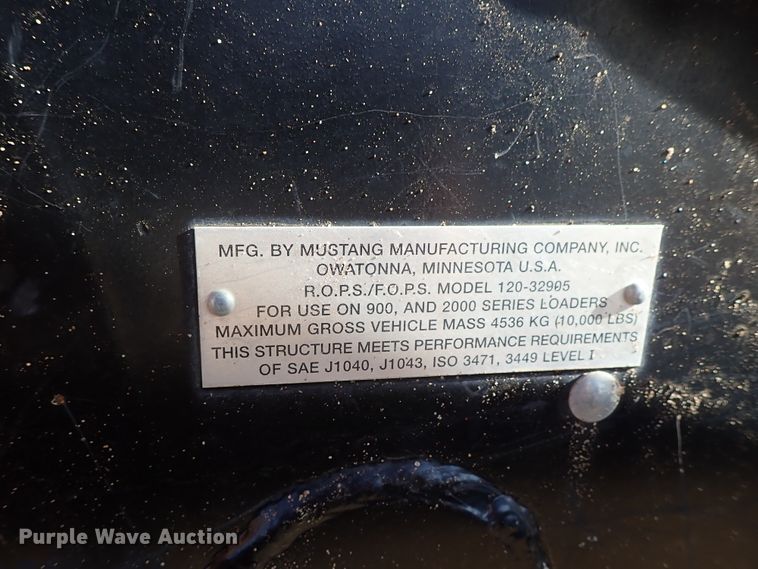 MFG. BY MUSTANG MANUFACTURING COMPANY, INC.
OWATONNA, MINNESOTA U.S.A.
R.O.P.S./F.O.P.S. MODEL 120-32905
FOR USE ON 900, AND 2000 SERIES LOADERS
MAXIMUM GROSS VEHICLE MASS 4536 KG (10,000 LBS)
THIS STRUCTURE MEETS PERFORMANCE REQUIREMENTS
OF SAE J1040, J1043, ISO 3471, 3449 LEVEL I
Purple Wave Auction